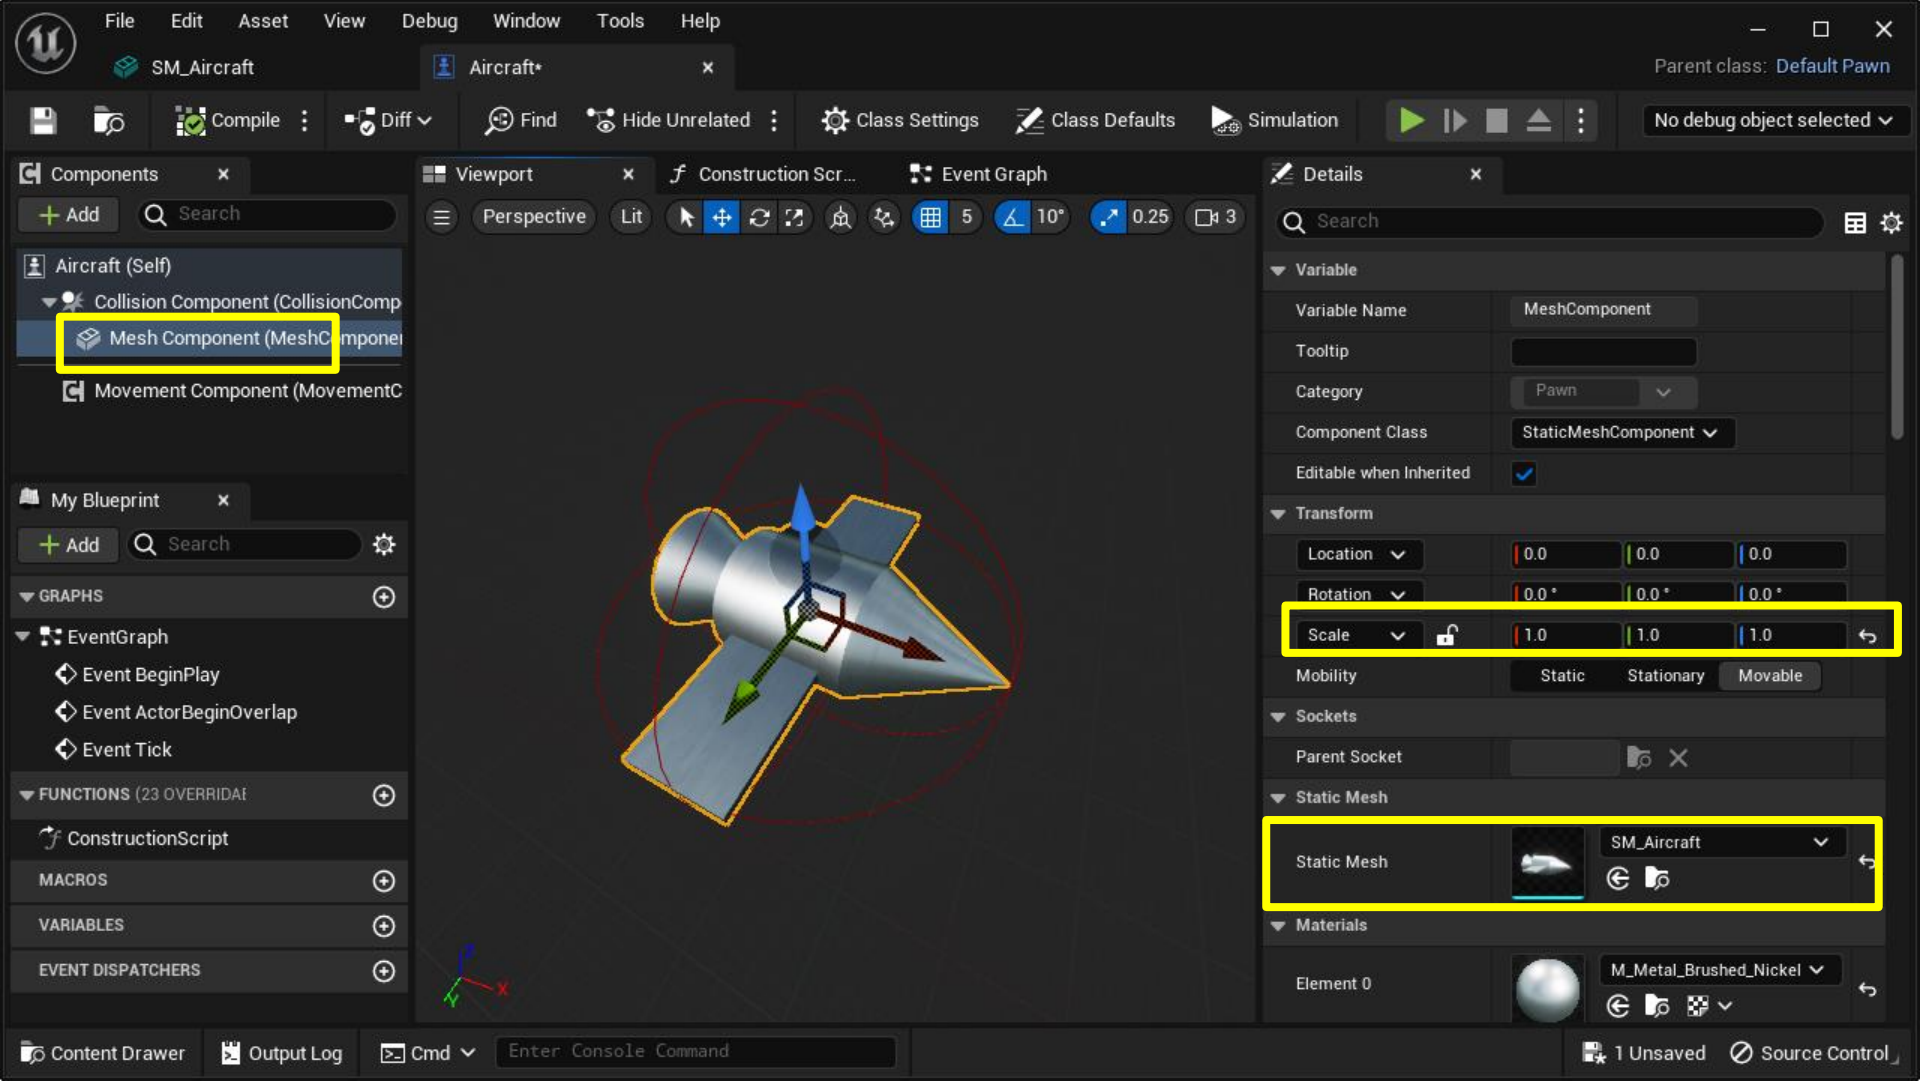 File Edit Asset View Debug Window Tools Help
SM_Aircraft
Aircraft•
Parent class: Default Pawn
Compile
Diff
Find
Hide Unrelated
Class Settings
Class Defaults
Simulation
No debug object selected
Components
Add
Search
Aircraft (Self)
Collision Component (CollisionComp
Mesh Component (MeshComponen
Movement Component (MovementC
My Blueprint
Add
Search
GRAPHS
EventGraph
Event BeginPlay
Event ActorBeginOverlap
Event Tick
FUNCTIONS (23 OVERRIDAE
ConstructionScript
MACROS
VARIABLES
EVENT DISPATCHERS
Viewport
Construction Scr...
Event Graph
Perspective
Lit
5
10°
0.25
3
Z
X
Y
Details
Search
Variable
Variable Name MeshComponent
Tooltip
Category Pawn
Component Class StaticMeshComponent
Editable when Inherited
Transform
Location 0.0 0.0 0.0
Rotation 0.0 ° 0.0 ° 0.0 °
Scale 1.0 1.0 1.0
Mobility Static Stationary Movable
Sockets
Parent Socket
Static Mesh
Static Mesh SM_Aircraft
Materials
Element 0 M_Metal_Brushed_Nickel
Content Drawer
Output Log
Cmd
Enter Console Command
1 Unsaved
Source Control